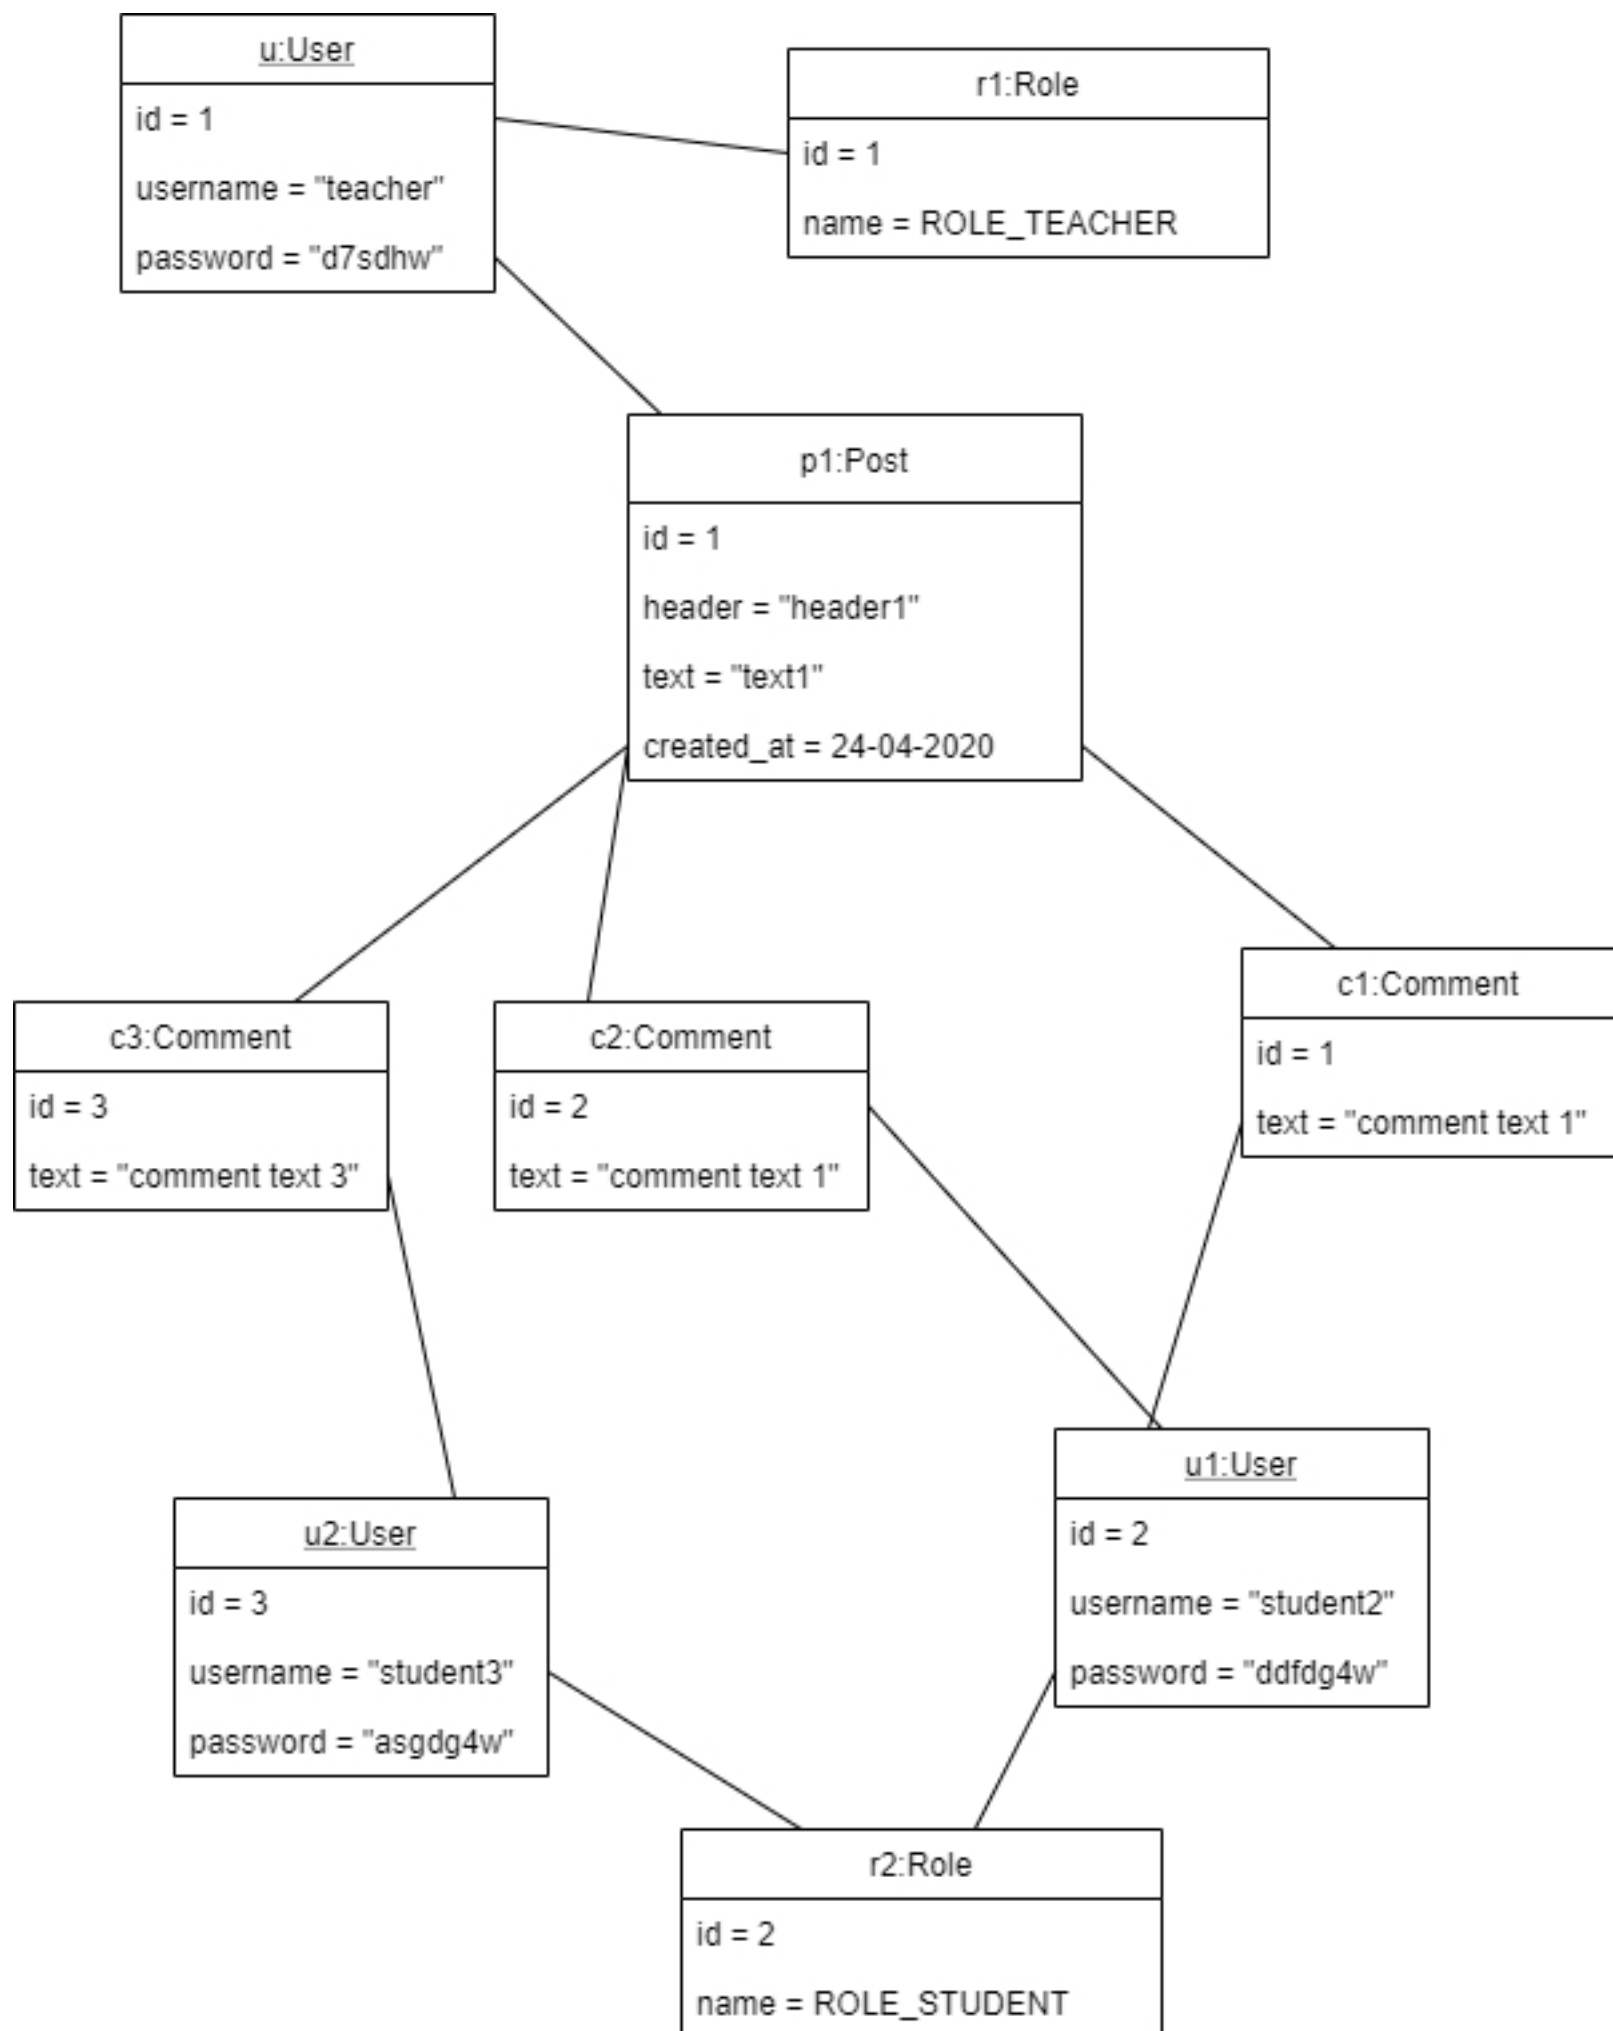 u:User
id = 1
username = "teacher"
password = "d7sdhw"
r1:Role
id = 1
name = ROLE_TEACHER
p1:Post
id = 1
header = "header1"
text = "text1"
created_at = 24-04-2020
c3:Comment
id = 3
text = "comment text 3"
c2:Comment
id = 2
text = "comment text 1"
c1:Comment
id = 1
text = "comment text 1"
u2:User
id = 3
username = "student3"
password = "asgdg4w"
u1:User
id = 2
username = "student2"
password = "ddfdg4w"
r2:Role
id = 2
name = ROLE_STUDENT